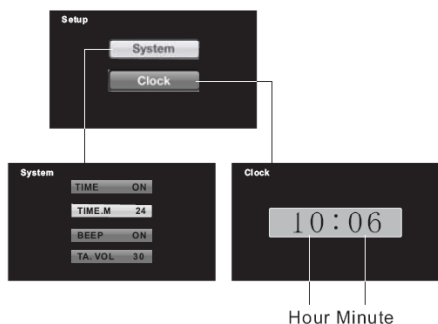 Setup
System
Clock
System
TIME ON
TIME.M 24
BEEP ON
TA. VOL 30
Clock
10:06
Hour Minute